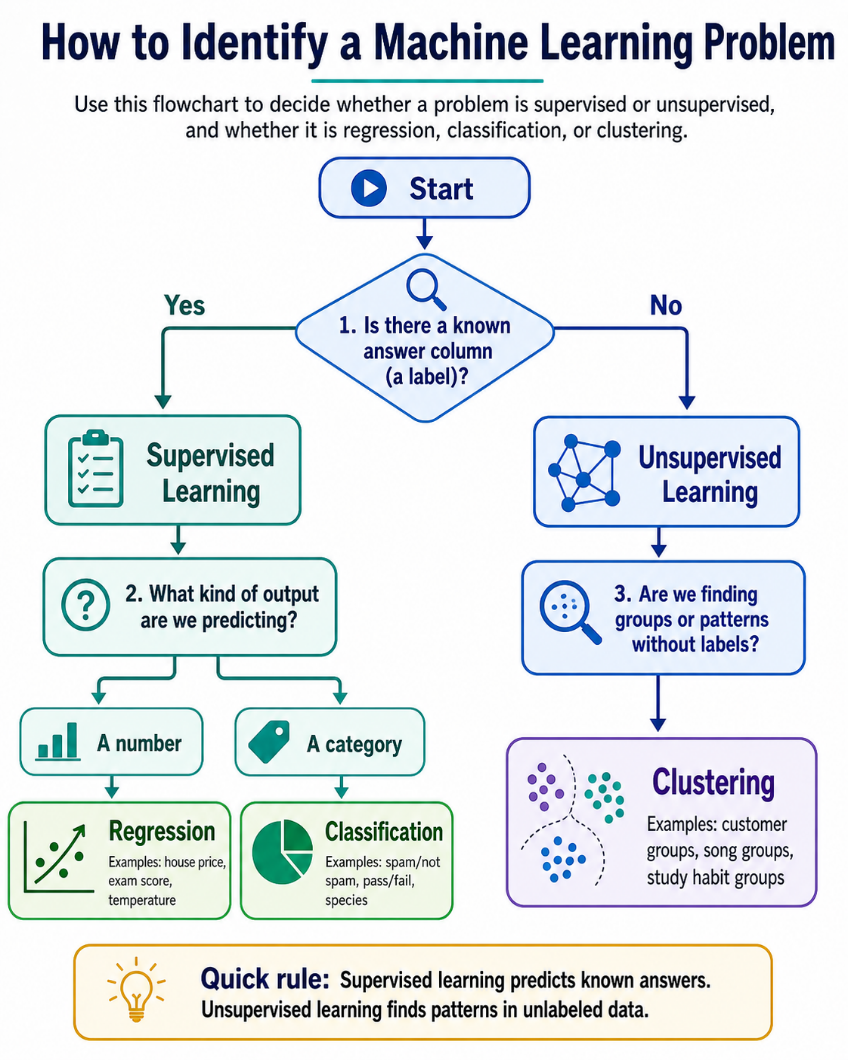 How to Identify a Machine Learning Problem
Use this flowchart to decide whether a problem is supervised or unsupervised,
and whether it is regression, classification, or clustering.
Start
1. Is there a known
answer column
(a label)?
Yes
No
Supervised
Learning
Unsupervised
Learning
2. What kind of output
are we predicting?
3. Are we finding
groups or patterns
without labels?
A number
A category
Regression
Examples: house price,
exam score,
temperature
Classification
Examples: spam/not
spam, pass/fail,
species
Clustering
Examples: customer
groups, song groups,
study habit groups
Quick rule: Supervised learning predicts known answers.
Unsupervised learning finds patterns in unlabeled data.